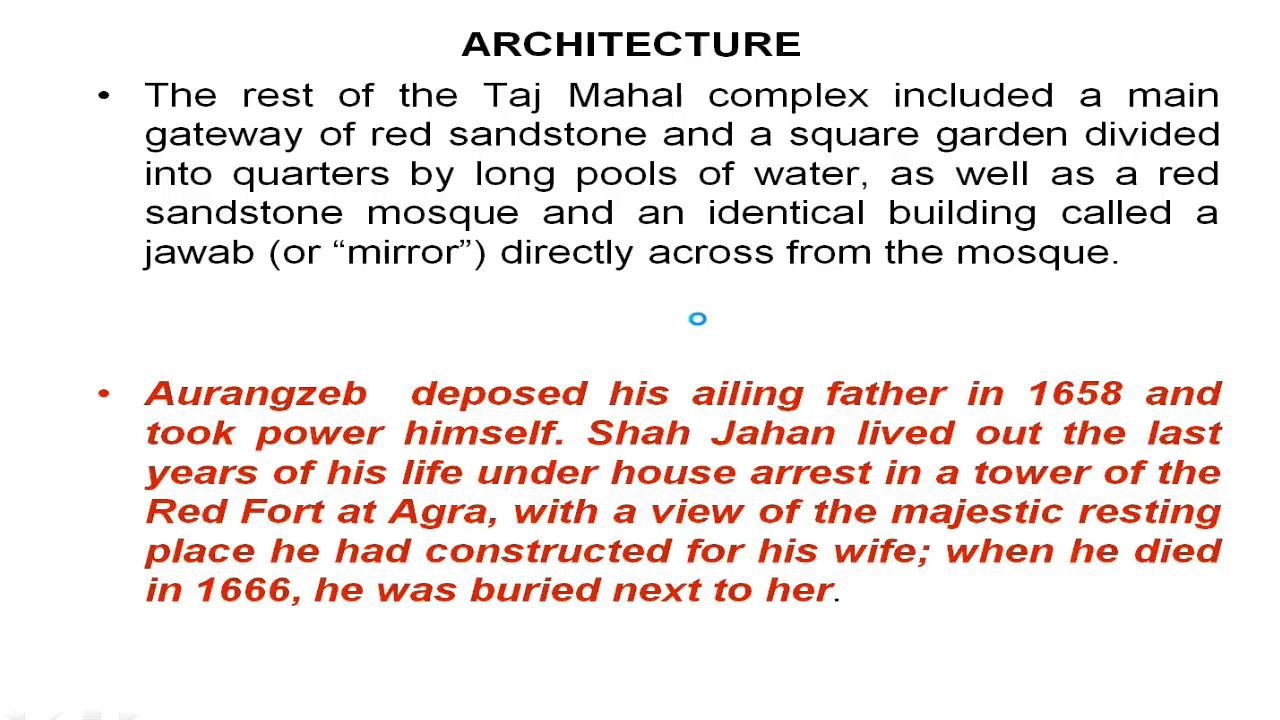 ARCHITECTURE
• The rest of the Taj Mahal complex included a main
gateway of red sandstone and a square garden divided
into quarters by long pools of water, as well as a red
sandstone mosque and an identical building called a
jawab (or “mirror”) directly across from the mosque.
• Aurangzeb deposed his ailing father in 1658 and
took power himself. Shah Jahan lived out the last
years of his life under house arrest in a tower of the
Red Fort at Agra, with a view of the majestic resting
place he had constructed for his wife; when he died
in 1666, he was buried next to her.